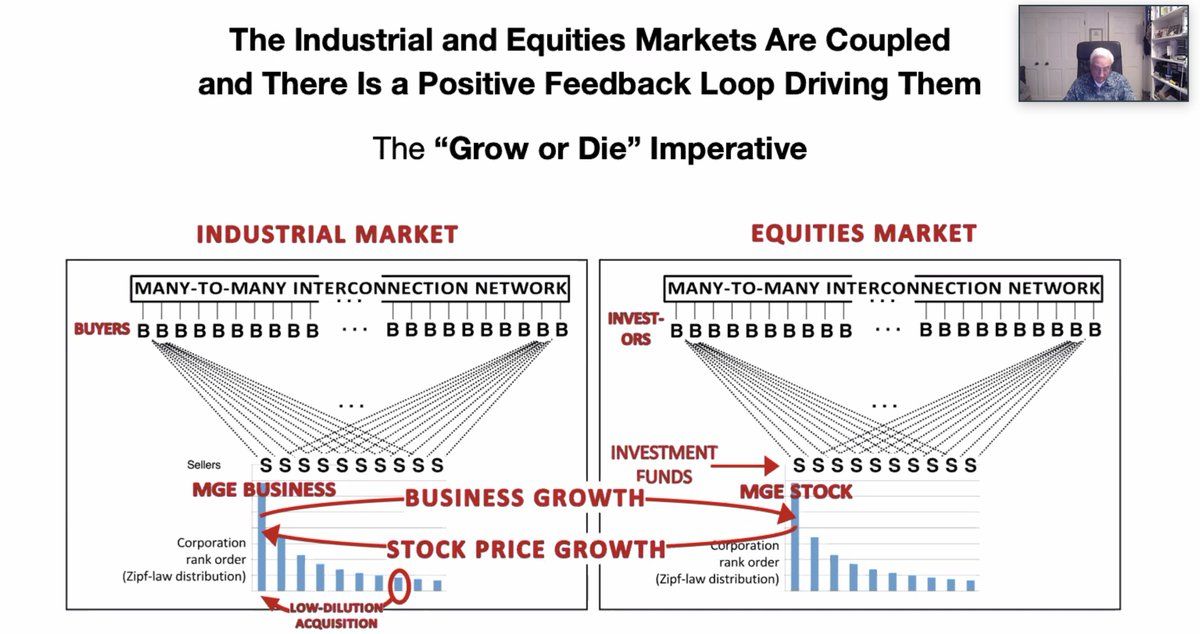 The Industrial and Equities Markets Are Coupled
and There Is a Positive Feedback Loop Driving Them
The “Grow or Die” Imperative
INDUSTRIAL MARKET
MANY-TO-MANY INTERCONNECTION NETWORK
...
BUYERS B B B B B B B B B B ... B B B B B B B B B B
...
Sellers S S S S S S S S S S
MGE BUSINESS
BUSINESS GROWTH
STOCK PRICE GROWTH
Corporation
rank order
(Zipf-law distribution)
LOW-DILUTION
ACQUISITION
EQUITIES MARKET
MANY-TO-MANY INTERCONNECTION NETWORK
...
INVEST-
ORS
B B B B B B B B B B ... B B B B B B B B B B
...
INVESTMENT
FUNDS
S S S S S S S S S S
MGE STOCK
Corporation
rank order
(Zipf-law distribution)